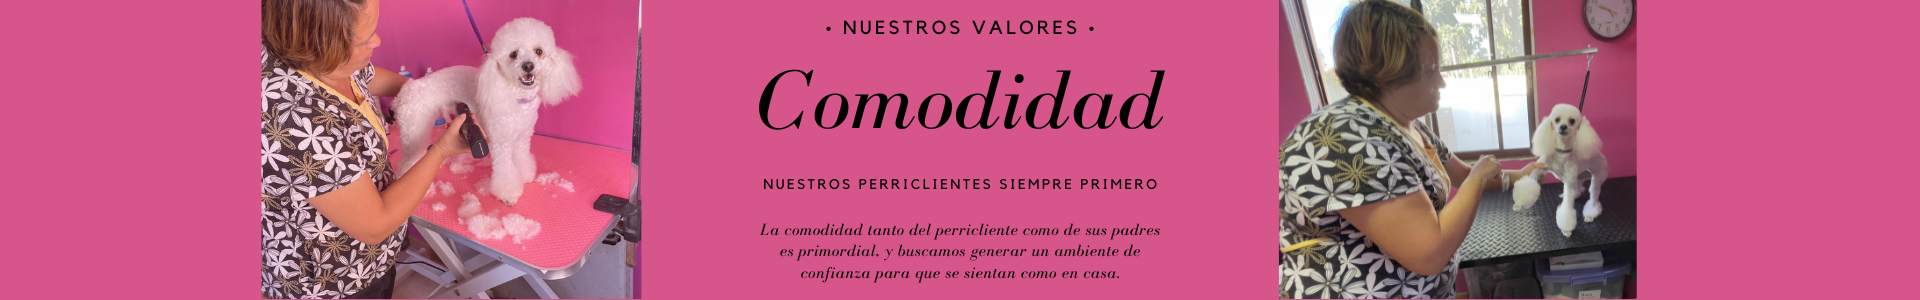 • NUESTROS VALORES •
Comodidad
NUESTROS PERRICLIENTES SIEMPRE PRIMERO
La comodidad tanto del perricliente como de sus padres
es primordial, y buscamos generar un ambiente de
confianza para que se sientan como en casa.